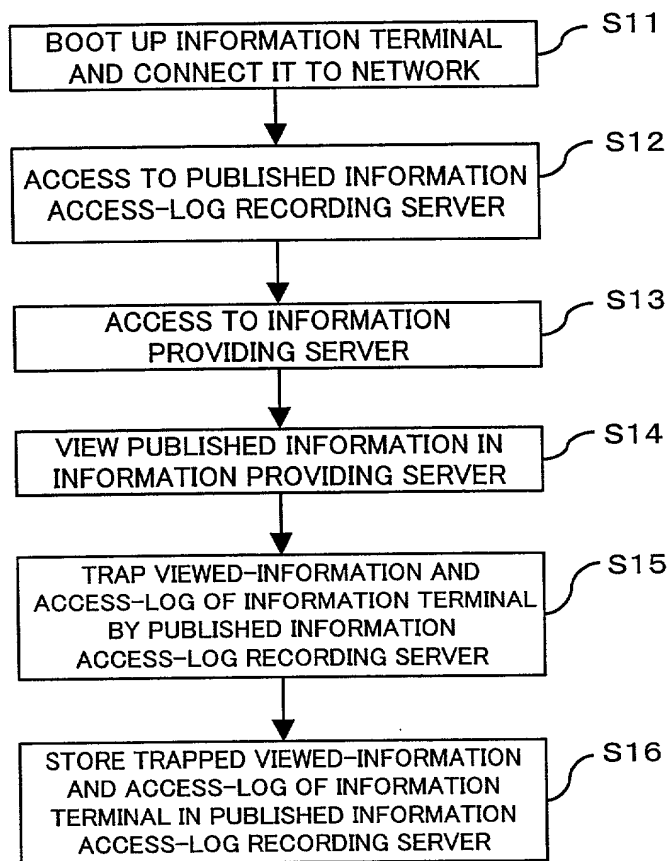 BOOT UP INFORMATION TERMINAL
AND CONNECT IT TO NETWORK
S11
ACCESS TO PUBLISHED INFORMATION
ACCESS-LOG RECORDING SERVER
S12
ACCESS TO INFORMATION
PROVIDING SERVER
S13
VIEW PUBLISHED INFORMATION IN
INFORMATION PROVIDING SERVER
S14
TRAP VIEWED-INFORMATION AND
ACCESS-LOG OF INFORMATION TERMINAL
BY PUBLISHED INFORMATION
ACCESS-LOG RECORDING SERVER
S15
STORE TRAPPED VIEWED-INFORMATION
AND ACCESS-LOG OF INFORMATION
TERMINAL IN PUBLISHED INFORMATION
ACCESS-LOG RECORDING SERVER
S16